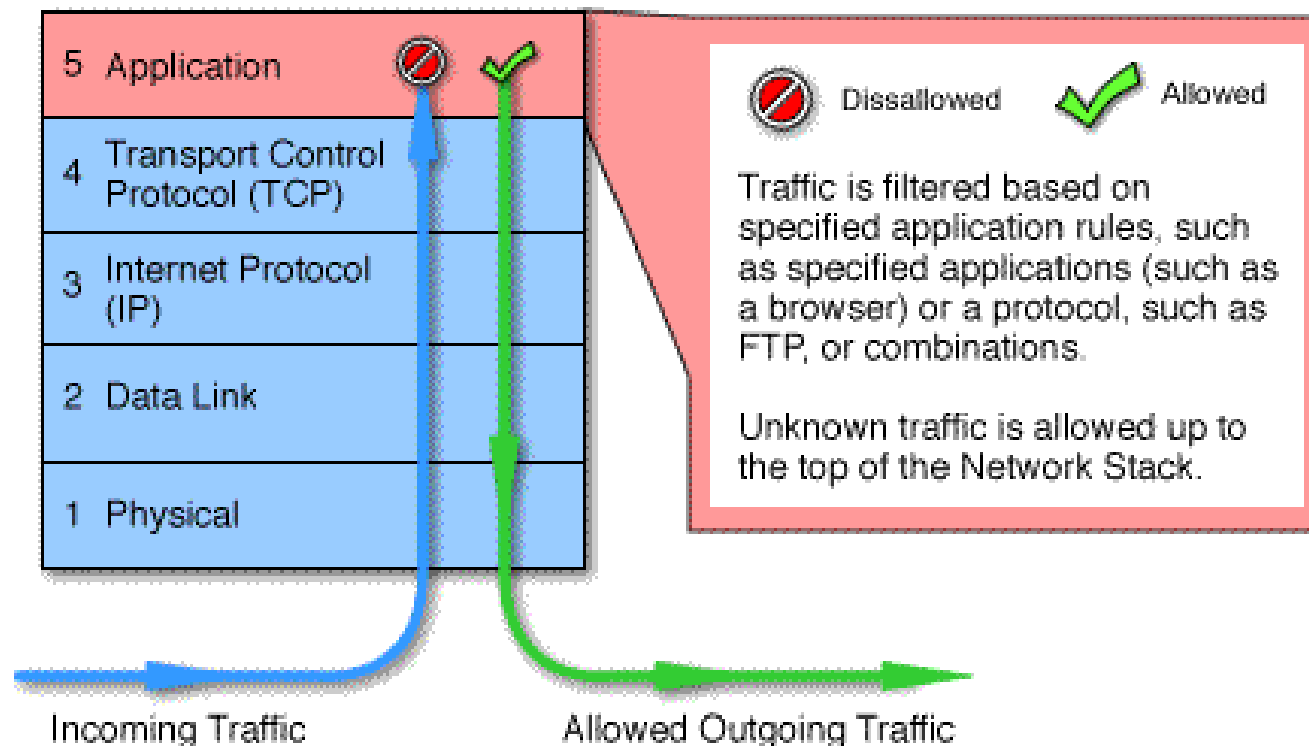 5 Application
4 Transport Control
Protocol (TCP)
3 Internet Protocol
(IP)
2 Data Link
1 Physical
Incoming Traffic
Allowed Outgoing Traffic
Dissallowed
Allowed
Traffic is filtered based on
specified application rules, such
as specified applications (such as
a browser) or a protocol, such as
FTP, or combinations.
Unknown traffic is allowed up to
the top of the Network Stack.